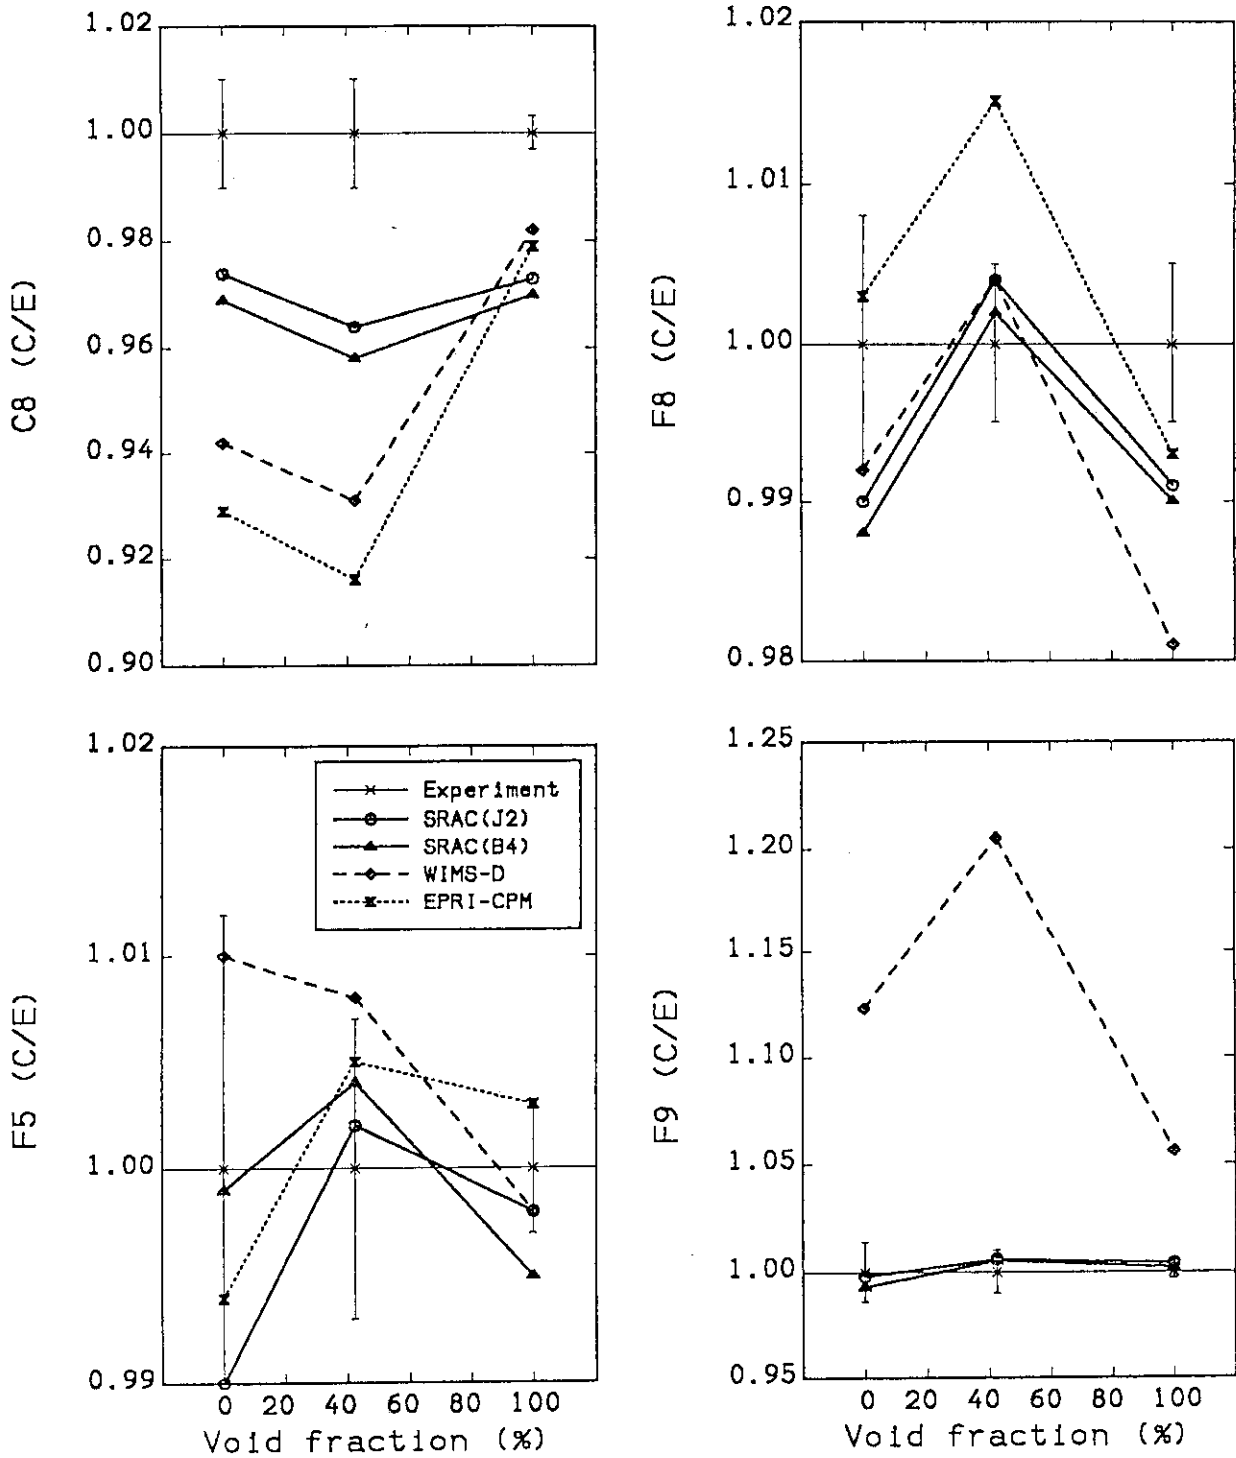 1.02
1.00
0.98
0.96
0.94
0.92
0.90
C8 (C/E)
1.02
1.01
1.00
0.99
0.98
F8 (C/E)
1.02
1.01
1.00
0.99
F5 (C/E)
Experiment
SRAC(J2)
SRAC(B4)
WIMS-D
EPRI-CPM
0 20 40 60 80 100
Void fraction (%)
1.25
1.20
1.15
1.10
1.05
1.00
0.95
F9 (C/E)
0 20 40 60 80 100
Void fraction (%)